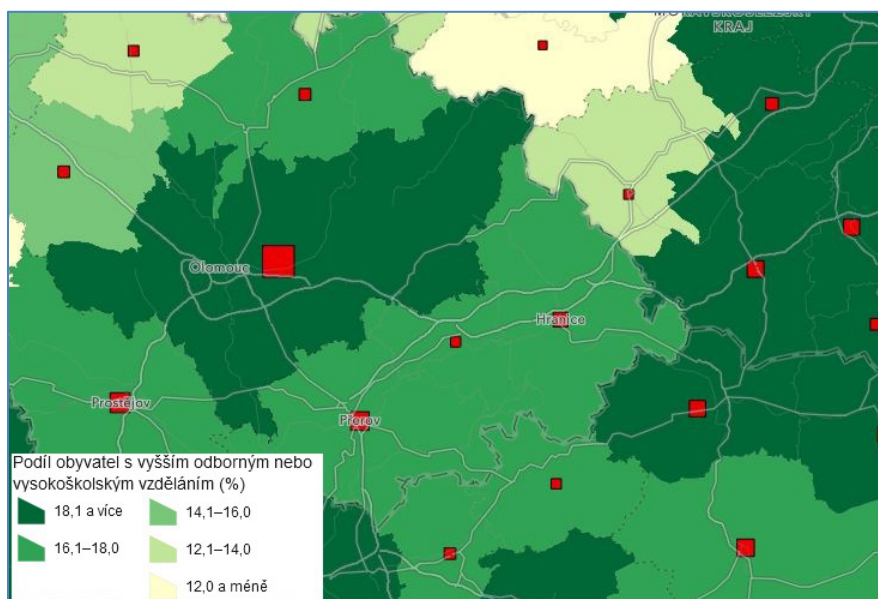 MORAVSKOSLEZSKÝ
KRAJ
Olomouc
Hranice
Prostějov
Přerov
Podíl obyvatel s vyšším odborným nebo
vysokoškolským vzděláním (%)
18,1 a více
14,1–16,0
16,1–18,0
12,1–14,0
12,0 a méně